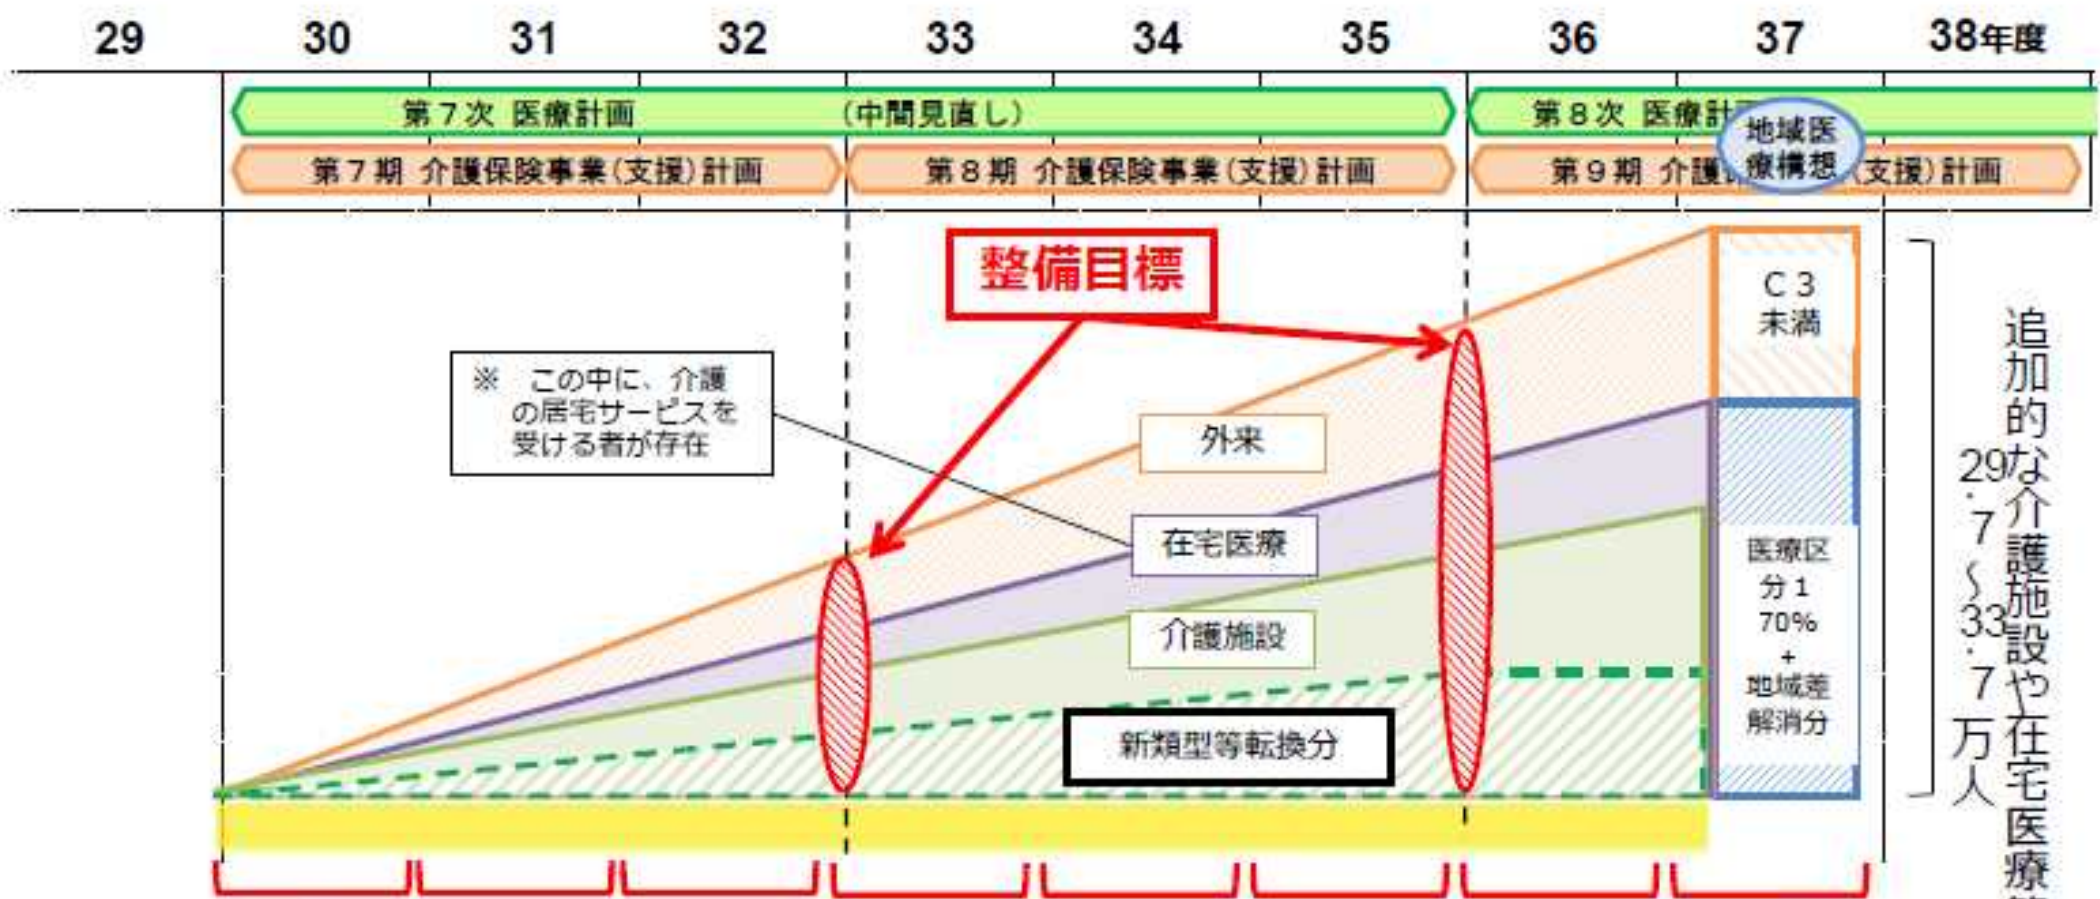 29 30 31 32 33 34 35 36 37 38年度
第7次 医療計画 (中間見直し)
第8次 医療計画
第7期 介護保険事業(支援)計画
第8期 介護保険事業(支援)計画
第9期 介護保 (支援)計画
地域医
療構想
整備目標
C3
未満
※ この中に、介護
の居宅サービスを
受ける者が存在
外来
在宅医療
介護施設
新類型等転換分
医療区
分1
70%
+
地域差
解消分
追加的な介護施設や在宅医療
29.7~33.7万人